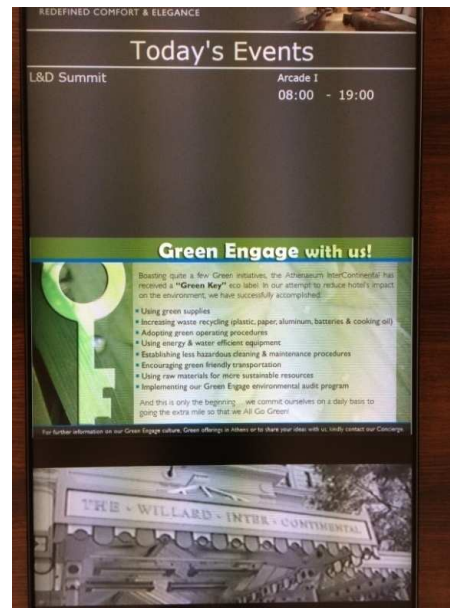 REDEFINED COMFORT & ELEGANCE
Today's Events
L&D Summit
Arcade I
08:00 - 19:00
Green Engage with us!
Boasting quite a few Green initiatives, the Athenaeum InterContinental has
received a "Green Key" eco label. In our attempt to reduce hotel's impact
on the environment, we have successfully accomplished:
Using green supplies
Increasing waste recycling (plastic, paper, aluminum, batteries & cooking oil)
Adopting green operating procedures
Using energy & water efficient equipment
Establishing less hazardous cleaning & maintenance procedures
Encouraging green friendly transportation
Using raw materials for more sustainable resources
Implementing our Green Engage environmental audit program
And this is only the beginning... we commit ourselves on a daily basis to
going the extra mile so that we All Go Green!
For further information on our Green Engage culture, Green offerings in Athens or to share your ideas with us, kindly contact our Concierge.
THE · WILLARD · INTER · CONTINENTAL